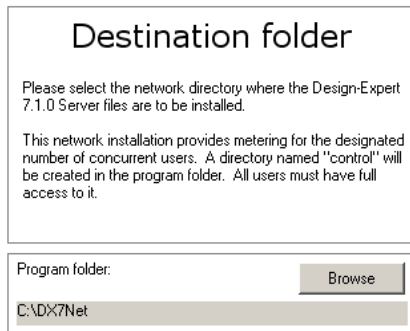 Destination folder
Please select the network directory where the Design-Expert
7.1.0 Server files are to be installed.
This network installation provides metering for the designated
number of concurrent users. A directory named "control" will
be created in the program folder. All users must have full
access to it.
Program folder:
Browse
C:\DX7Net